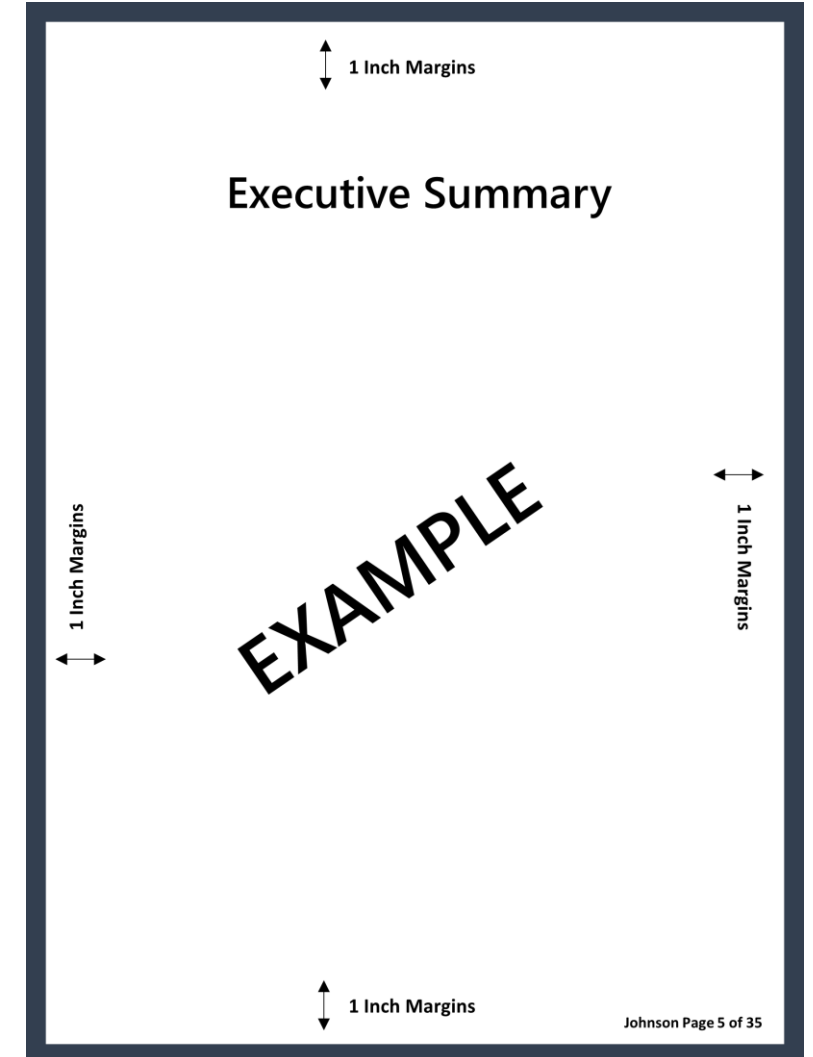 1 Inch Margins
Executive Summary
EXAMPLE
1 Inch Margins
1 Inch Margins
1 Inch Margins
Johnson Page 5 of 35